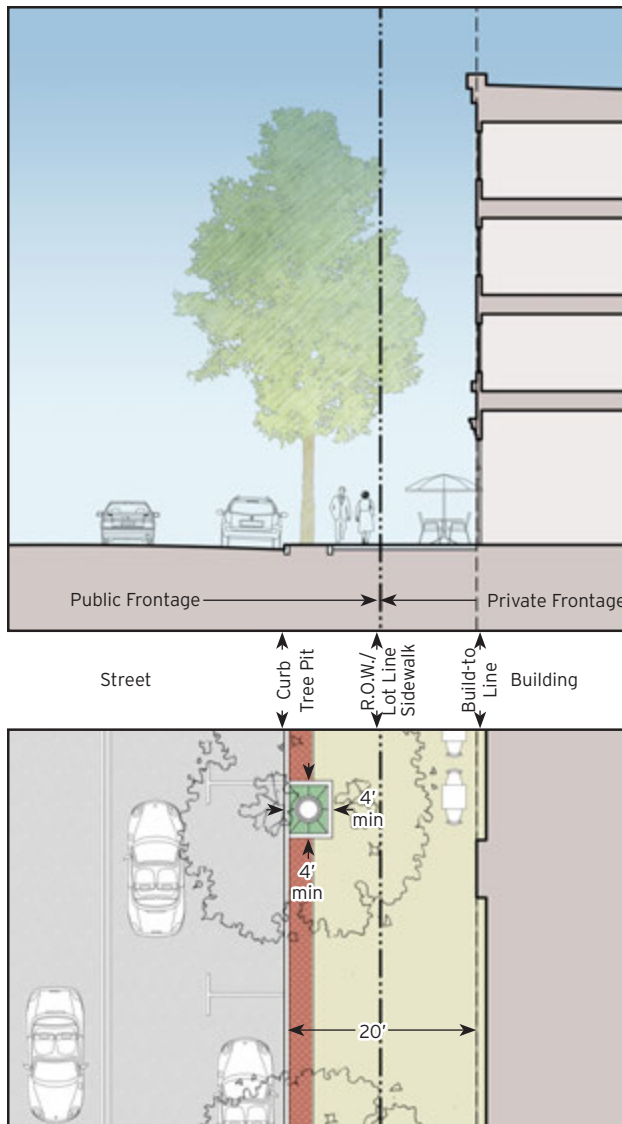 Public Frontage
Private Frontage
Street
Curb
Tree Pit
R.O.W./
Lot Line
Sidewalk
Build-to
Line
Building
4'
min
4'
min
20'